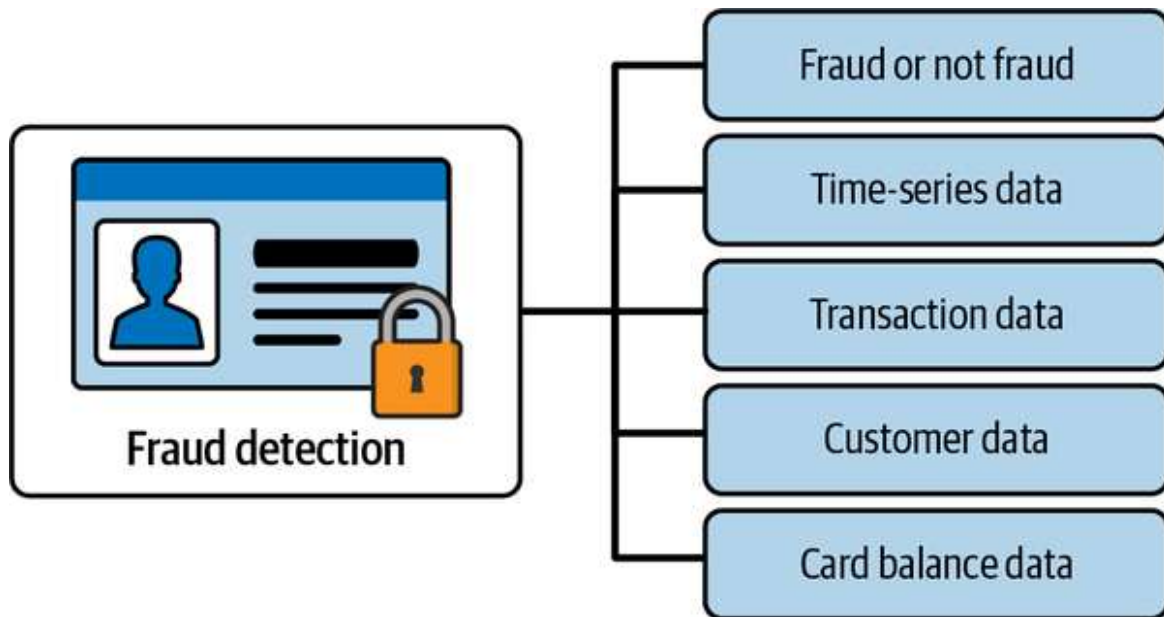 Fraud detection
Fraud or not fraud
Time-series data
Transaction data
Customer data
Card balance data